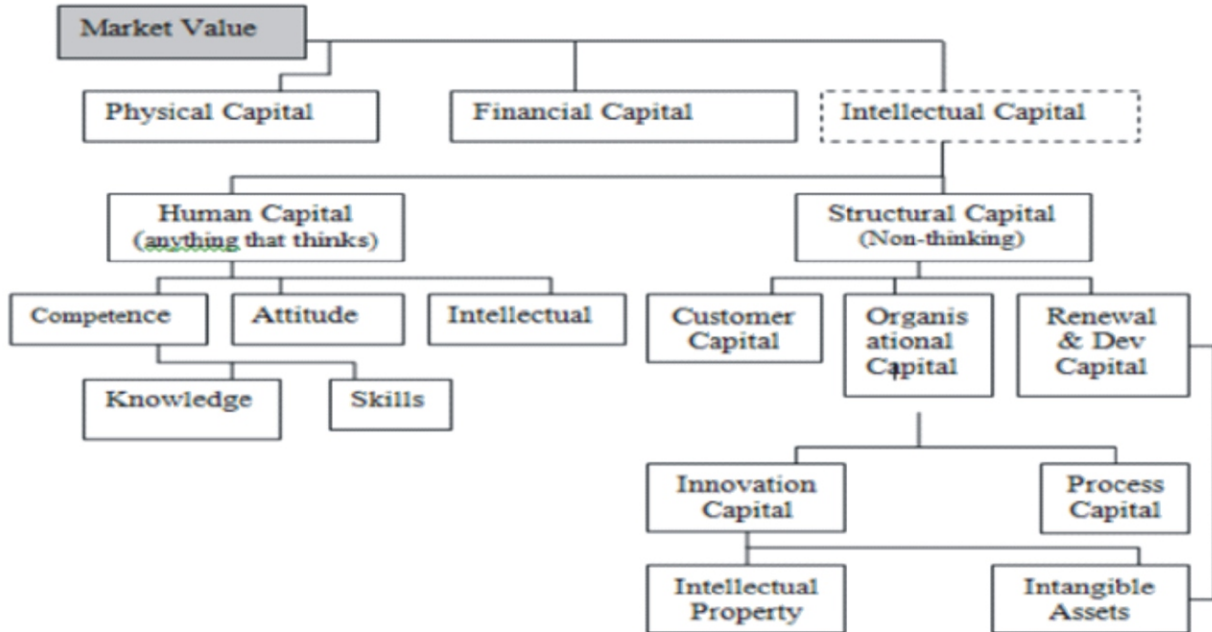 Market Value
Physical Capital
Financial Capital
Intellectual Capital
Human Capital
(anything that thinks)
Structural Capital
(Non-thinking)
Competence
Attitude
Intellectual
Customer
Capital
Organis
ational
Capital
Renewal
& Dev
Capital
Knowledge
Skills
Innovation
Capital
Process
Capital
Intellectual
Property
Intangible
Assets